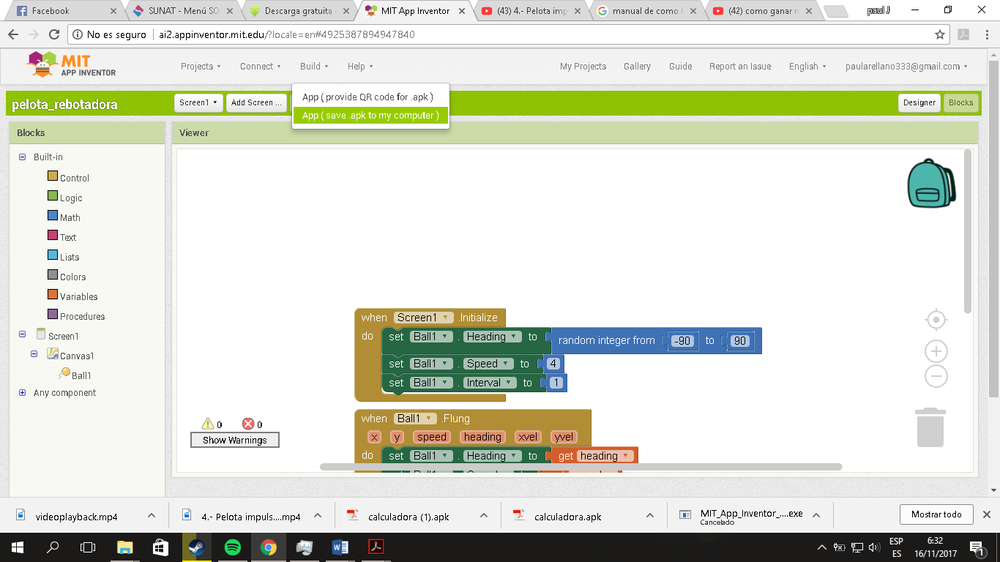 Facebook
SUNAT - Menú SO
Descarga gratuita
MIT App Inventor
(43) 4.- Pelota imp
manual de como
(42) como ganar
paul J
No es seguro
ai2.appinventor.mit.edu/?locale=en#4925387894947840
MIT
APP INVENTOR
Projects
Connect
Build
Help
My Projects
Gallery
Guide
Report an Issue
English
paularellano333@gmail.com
pelota_rebotadora
Screen1
Add Screen ...
App ( provide QR code for .apk )
App ( save .apk to my computer )
Designer
Blocks
Blocks
Viewer
Built-in
Control
Logic
Math
Text
Lists
Colors
Variables
Procedures
Screen1
Canvas1
Ball1
Any component
when Screen1 .Initialize
do set Ball1 . Heading to random integer from -90 to 90
set Ball1 . Speed to 4
set Ball1 . Interval to 1
when Ball1 .Flung
x y speed heading xvel yvel
do set Ball1 . Heading to get heading
0 0
Show Warnings
videoplayback.mp4
4.- Pelota impuls....mp4
calculadora (1).apk
calculadora.apk
MIT_App_Inventor_....exe
Cancelado
Mostrar todo
ESP
ES
6:32
16/11/2017
1